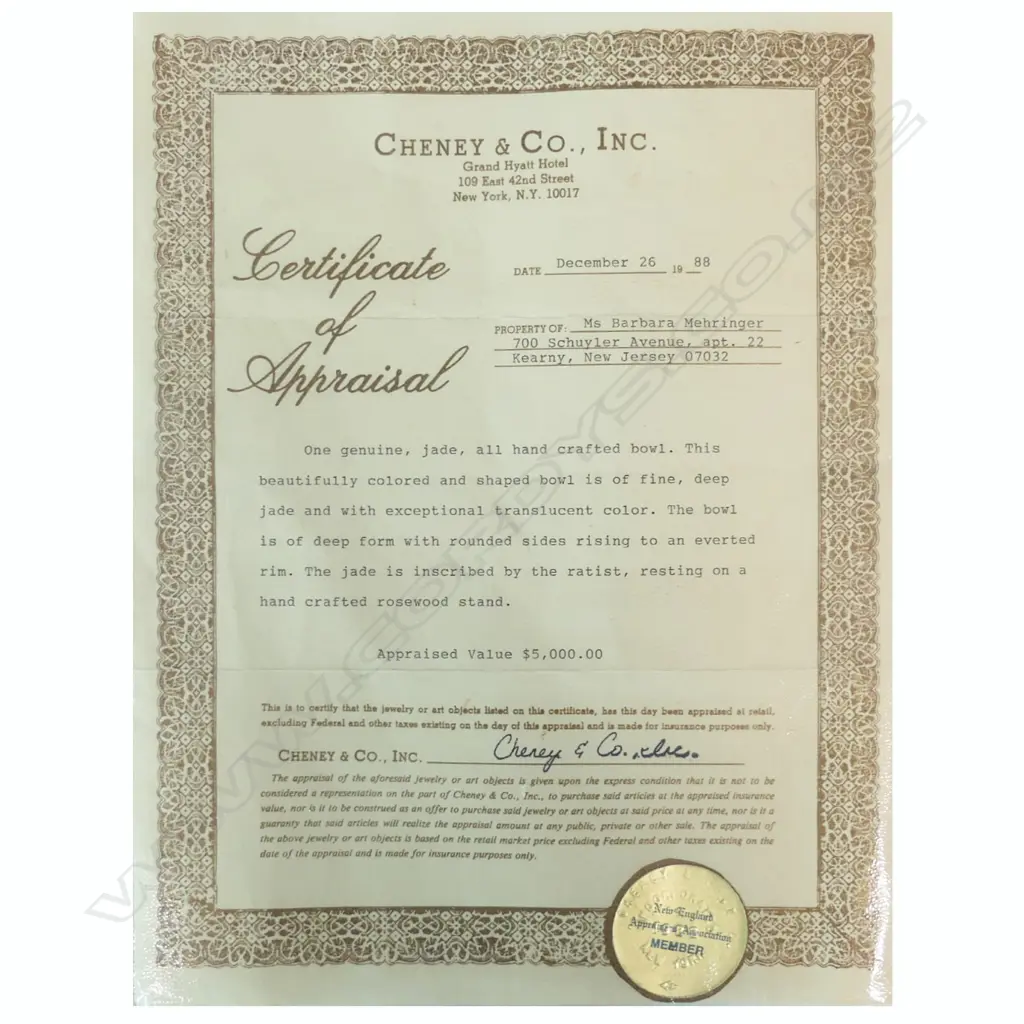 CHENEY & CO., INC.
Grand Hyatt Hotel
109 East 42nd Street
New York, N.Y. 10017
Certificate
of
Appraisal
DATE December 26 19 88
PROPERTY OF: Ms Barbara Mehringer
700 Schuyler Avenue, apt. 22
Kearny, New Jersey 07032
One genuine, jade, all hand crafted bowl. This
beautifully colored and shaped bowl is of fine, deep
jade and with exceptional translucent color. The bowl
is of deep form with rounded sides rising to an everted
rim. The jade is inscribed by the ratist, resting on a
hand crafted rosewood stand.
Appraised Value $5,000.00
This is to certify that the jewelry or art objects listed on this certificate, has this day been appraised at retail,
excluding Federal and other taxes existing on the day of this appraisal and is made for insurance purposes only.
CHENEY & CO., INC. Cheney & Co., Inc.
The appraisal of the aforesaid jewelry or art objects is given upon the express condition that it is not to be
considered a representation on the part of Cheney & Co., Inc., to purchase said articles at the appraised insurance
value, nor is it to be construed as an offer to purchase said jewelry or art objects at said price at any time, nor is it a
guaranty that said articles will realize the appraisal amount at any public, private or other sale. The appraisal of
the above jewelry or art objects is based on the retail market price excluding Federal and other taxes existing on the
date of the appraisal and is made for insurance purposes only.
New England
Appraisers Association
MEMBER
WWW.CORDYS.CO.NZ